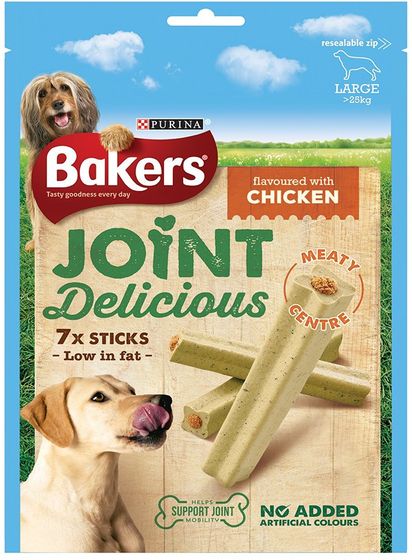 resealable zip
LARGE
>25kg
PURINA
Bakers®
Tasty goodness every day
flavoured with
CHICKEN
JOINT
Delicious
7x STICKS
- Low in fat -
MEATY
CENTRE
HELPS
SUPPORT JOINT
MOBILITY
NO ADDED
ARTIFICIAL COLOURS